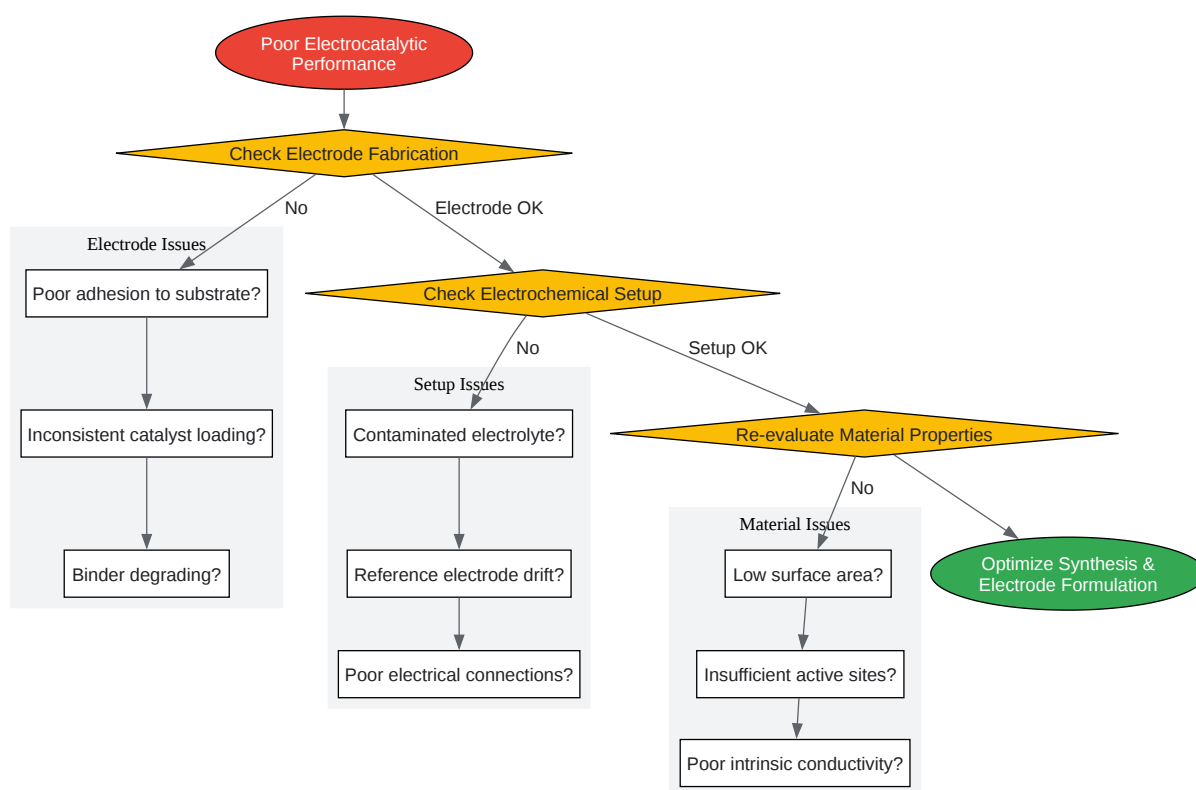 Poor Electrocatalytic
Performance
Check Electrode Fabrication
No
Electrode OK
Electrode Issues
Poor adhesion to substrate?
Inconsistent catalyst loading?
Binder degrading?
Check Electrochemical Setup
No
Setup OK
Setup Issues
Contaminated electrolyte?
Reference electrode drift?
Poor electrical connections?
Re-evaluate Material Properties
No
Material Issues
Low surface area?
Insufficient active sites?
Poor intrinsic conductivity?
Optimize Synthesis &
Electrode Formulation